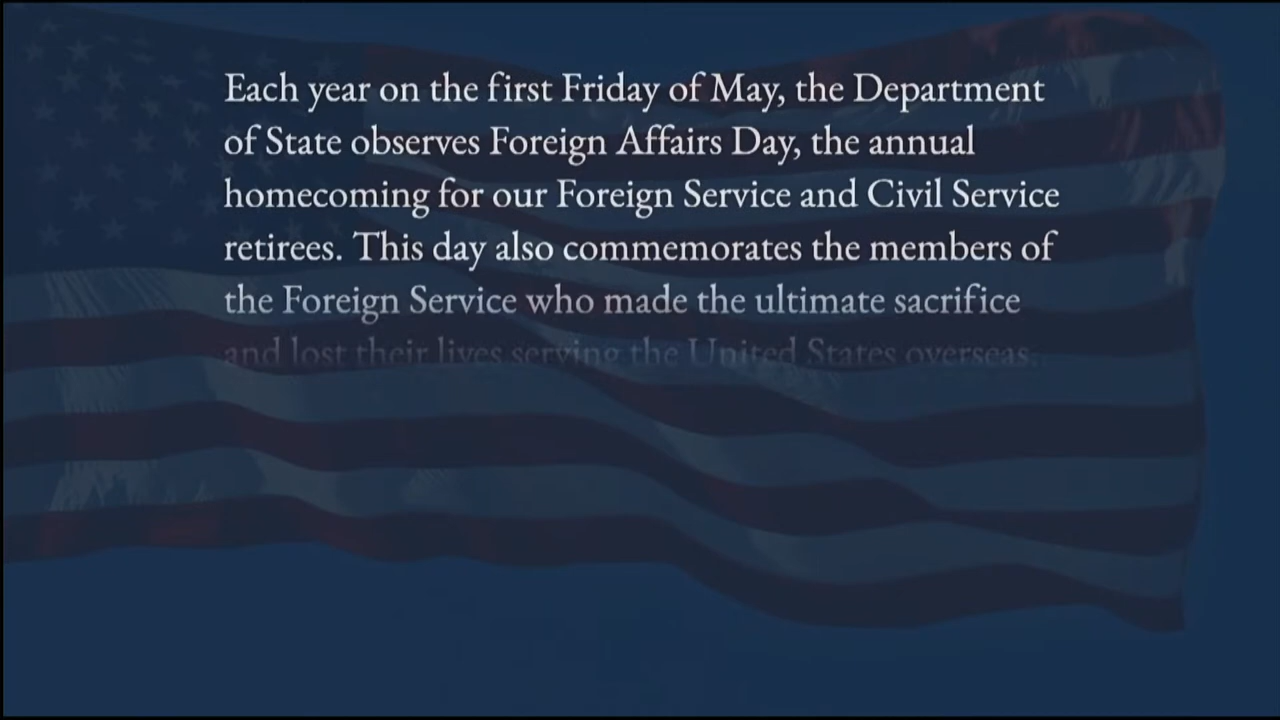 Each year on the first Friday of May, the Department
of State observes Foreign Affairs Day, the annual
homecoming for our Foreign Service and Civil Service
retirees. This day also commemorates the members of
the Foreign Service who made the ultimate sacrifice
and lost their lives serving the United States overseas.